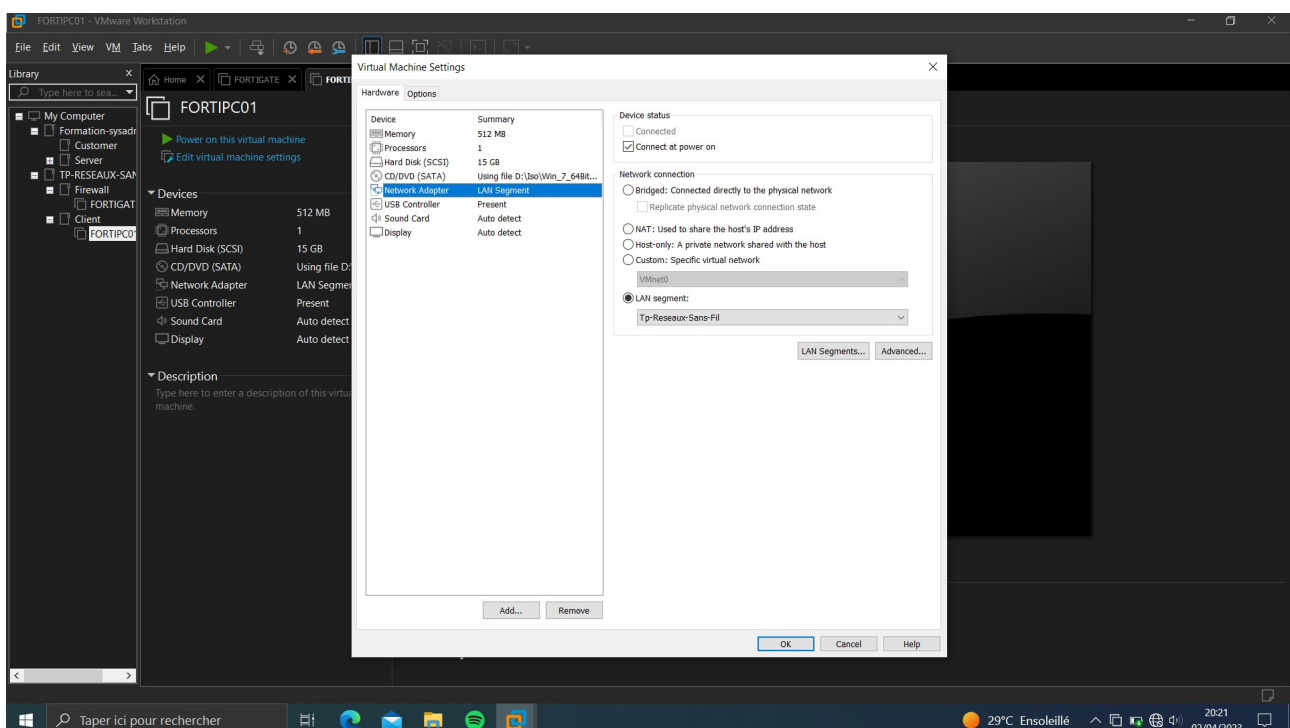 FORTIPC01 - VMware Workstation
File Edit View VM Tabs Help
Library
Type here to sea...
My Computer
Formation-sysadr
Customer
Server
TP-RESEAUX-SAN
Firewall
FORTIGAT
Client
FORTIPC01
Home
FORTIGATE
FORTI
FORTIPC01
Power on this virtual machine
Edit virtual machine settings
Devices
Memory 512 MB
Processors 1
Hard Disk (SCSI) 15 GB
CD/DVD (SATA) Using file D:
Network Adapter LAN Segmer
USB Controller Present
Sound Card Auto detect
Display Auto detect
Description
Type here to enter a description of this virtua
machine.
Virtual Machine Settings
Hardware Options
Device Summary
Memory 512 MB
Processors 1
Hard Disk (SCSI) 15 GB
CD/DVD (SATA) Using file D:\Iso\Win_7_64Bit...
Network Adapter LAN Segment
USB Controller Present
Sound Card Auto detect
Display Auto detect
Add... Remove
Device status
Connected
Connect at power on
Network connection
Bridged: Connected directly to the physical network
Replicate physical network connection state
NAT: Used to share the host's IP address
Host-only: A private network shared with the host
Custom: Specific virtual network
VMnet0
LAN segment:
Tp-Reseaux-Sans-Fil
LAN Segments... Advanced...
OK Cancel Help
Taper ici pour rechercher
29°C Ensoleillé
20:21
02/04/2023